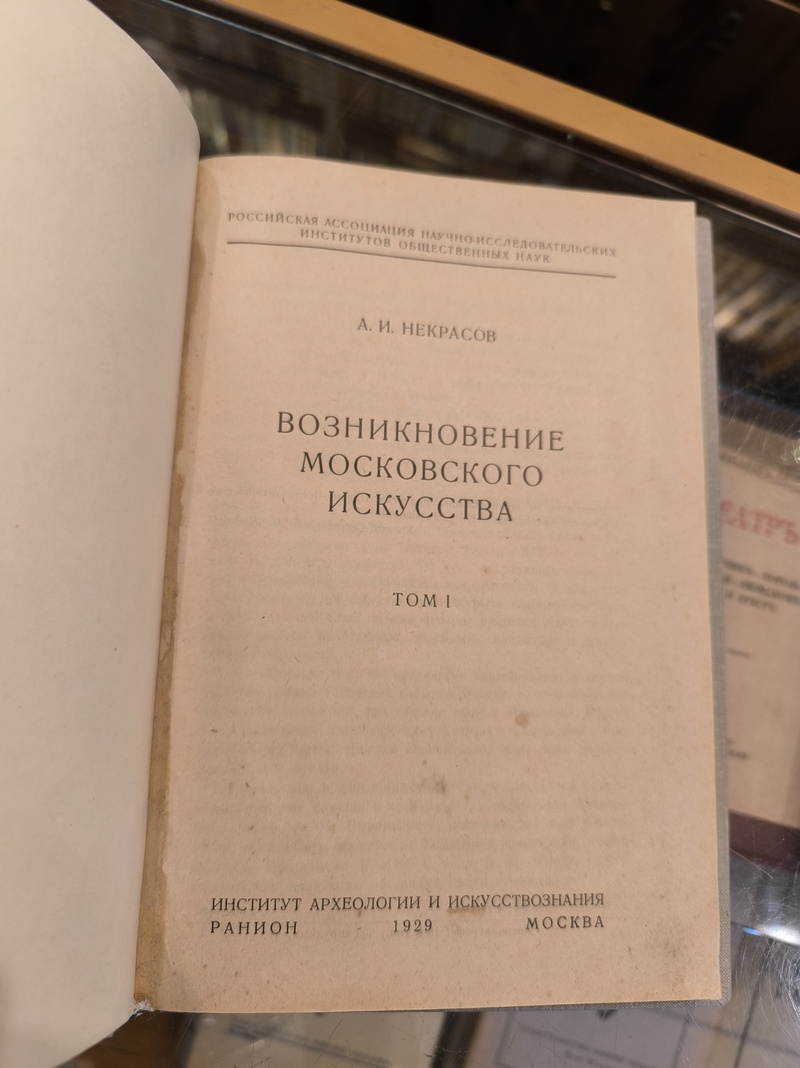 РОССИЙСКАЯ АССОЦИАЦИЯ НАУЧНО-ИССЛЕДОВАТЕЛЬСКИХ
ИНСТИТУТОВ ОБЩЕСТВЕННЫХ НАУК
А. И. НЕКРАСОВ
ВОЗНИКНОВЕНИЕ
МОСКОВСКОГО
ИСКУССТВА
ТОМ I
ИНСТИТУТ АРХЕОЛОГИИ И ИСКУССТВОЗНАНИЯ
РАНИОН 1929 МОСКВА